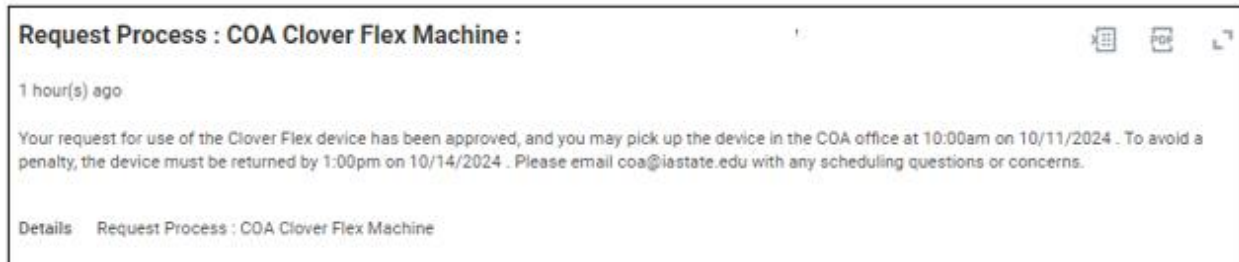 Request Process : COA Clover Flex Machine :
1 hour(s) ago
Your request for use of the Clover Flex device has been approved, and you may pick up the device in the COA office at 10:00am on 10/11/2024 . To avoid a
penalty, the device must be returned by 1:00pm on 10/14/2024 . Please email coa@iastate.edu with any scheduling questions or concerns.
Details Request Process : COA Clover Flex Machine